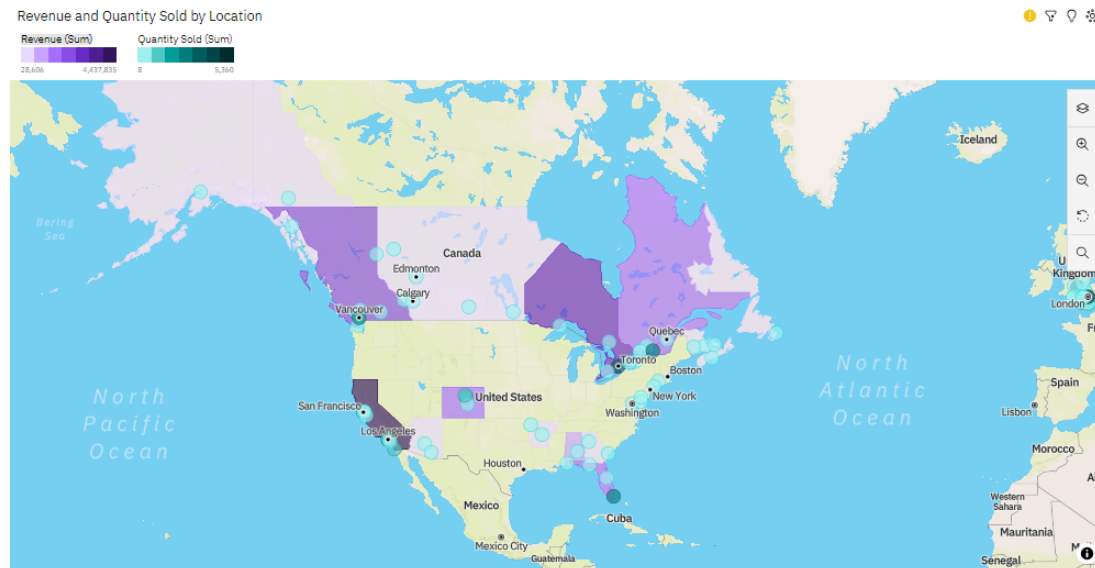 Revenue and Quantity Sold by Location
Revenue (Sum)
28,606 4,437,835
Quantity Sold (Sum)
8 5,360
Iceland
Bering
Sea
Canada
Edmonton
Calgary
Vancouver
Quebec
Toronto
Boston
New York
Washington
United States
San Francisco
Los Angeles
Houston
Mexico
Mexico City
Cuba
Guatemala
North
Pacific
Ocean
North
Atlantic
Ocean
U
Kingdom
London
Fr
Spain
Lisbon
Morocco
Al
Western
Sahara
Mauritania
M
Senegal